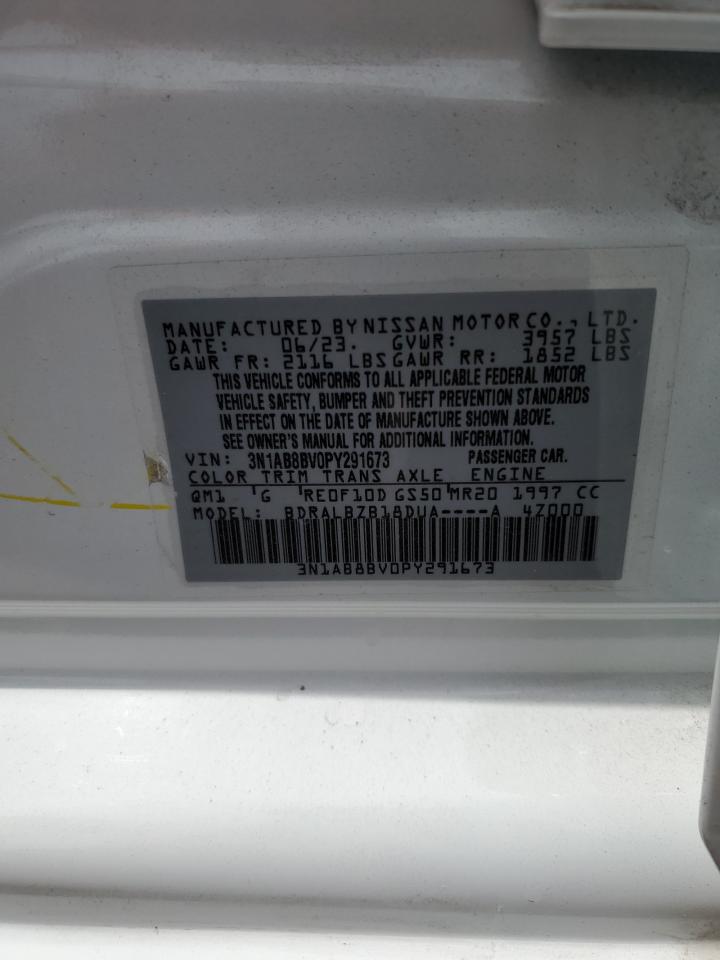 MANUFACTURED BY NISSAN MOTOR CO., LTD.
DATE: 06/23. GVWR: 3957 LBS
GAWR FR: 2116 LBS GAWR RR: 1852 LBS
THIS VEHICLE CONFORMS TO ALL APPLICABLE FEDERAL MOTOR
VEHICLE SAFETY, BUMPER AND THEFT PREVENTION STANDARDS
IN EFFECT ON THE DATE OF MANUFACTURE SHOWN ABOVE.
SEE OWNER'S MANUAL FOR ADDITIONAL INFORMATION.
VIN: 3N1AB8BV0PY291673 PASSENGER CAR.
COLOR TRIM TRANS AXLE ENGINE
QM1 G RE0F10D GS50 MR20 1997 CC
MODEL: BDRALBZB18DUA----A 4Z000
3N1AB8BV0PY291673